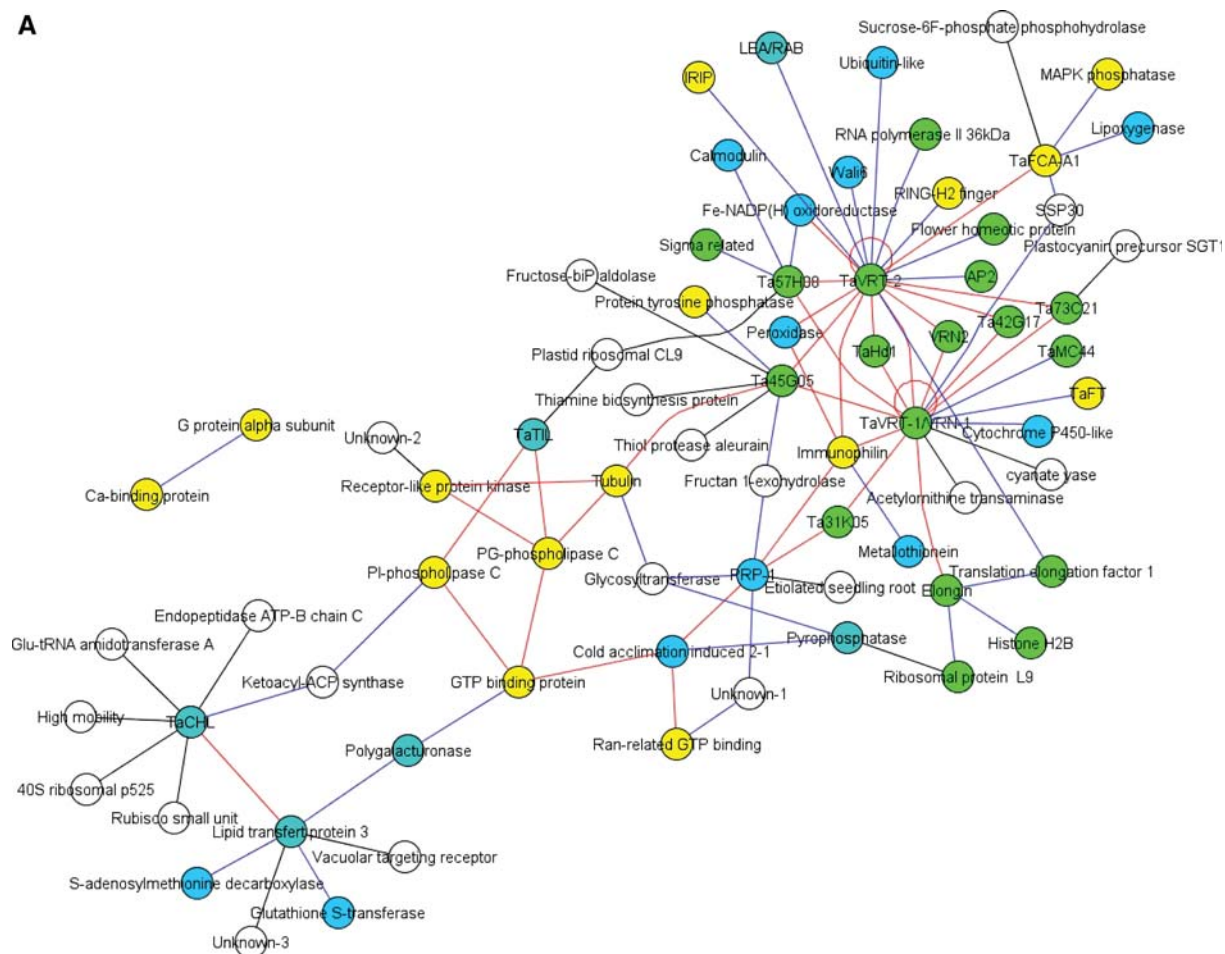 A
Sucrose-6F-phosphate phosphohydrolase
LEA/RAB
Ubiquitin-like
IRIP
MAPK phosphatase
RNA polymerase II 36kDa
Lipoxygenase
Calmodulin
TaFCA-A1
Wali6
RING-H2 finger
Fe-NADP(H) oxidoreductase
SSP30
Flower homeotic protein
Sigma related
Plastocyanin precursor SGT1
Fructose-biP aldolase
Ta57H08
TaVRT-2
AP2
Protein tyrosine phosphatase
Ta73C21
Ta42G17
Peroxidase
VRN2
Plastid ribosomal CL9
TaHd1
TaMC44
Ta45G05
Thiamine biosynthesis protein
TaFT
G protein alpha subunit
TaVRT-1/VRN-1
Unknown-2
TaTIL
Cytochrome P450-like
Thiol protease aleurain
Immunophilin
cyanate yase
Ca-binding protein
Receptor-like protein kinase
Tubulin
Fructan 1-exohydrolase
Acetylornithine transaminase
Ta31K05
PG-phospholipase C
Metallothionein
PI-phospholipase C
Glycosyltransferase
PRP-1
Etiolated seedling root
Translation elongation factor 1
Elongin
Endopeptidase ATP-B chain C
Glu-tRNA amidotransferase A
Pyrophosphatase
Histone H2B
Cold acclimation induced 2-1
Ketoacyl-ACP synthase
GTP binding protein
Ribosomal protein L9
Unknown-1
High mobility
TaCHL
Polygalacturonase
Ran-related GTP binding
40S ribosomal p525
Rubisco small unit
Lipid transfert protein 3
Vacuolar targeting receptor
S-adenosylmethionine decarboxylase
Glutathione S-transferase
Unknown-3